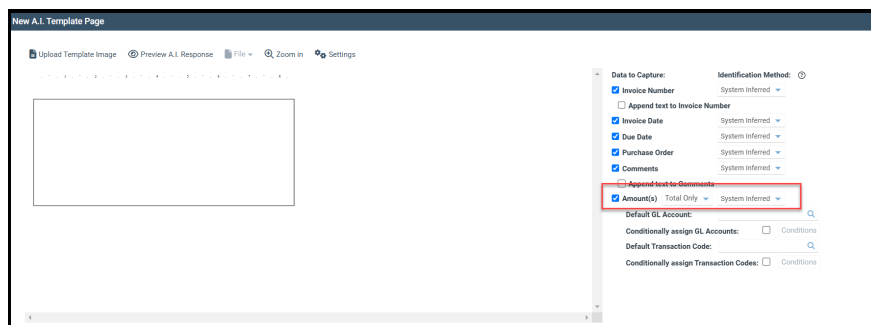 New A.I. Template Page
Upload Template Image Preview A.I. Response File Zoom in Settings
Data to Capture: Identification Method:
Invoice Number System Inferred
Append text to Invoice Number
Invoice Date System Inferred
Due Date System Inferred
Purchase Order System Inferred
Comments System Inferred
Append text to Comments
Amount(s) Total Only System Inferred
Default GL Account:
Conditionally assign GL Accounts: Conditions
Default Transaction Code:
Conditionally assign Transaction Codes: Conditions